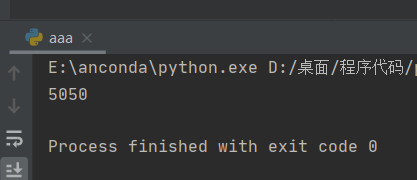 aaa
E:\anconda\python.exe D:/桌面/程序代码/
5050
Process finished with exit code 0